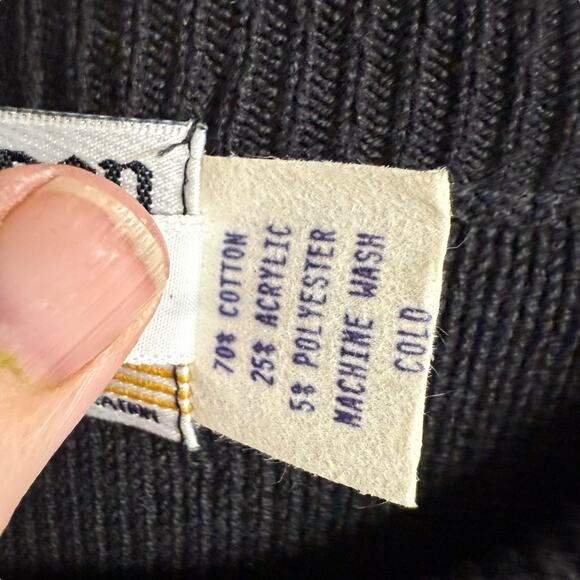 70% COTTON
25% ACRYLIC
5% POLYESTER
MACHINE WASH
COLD